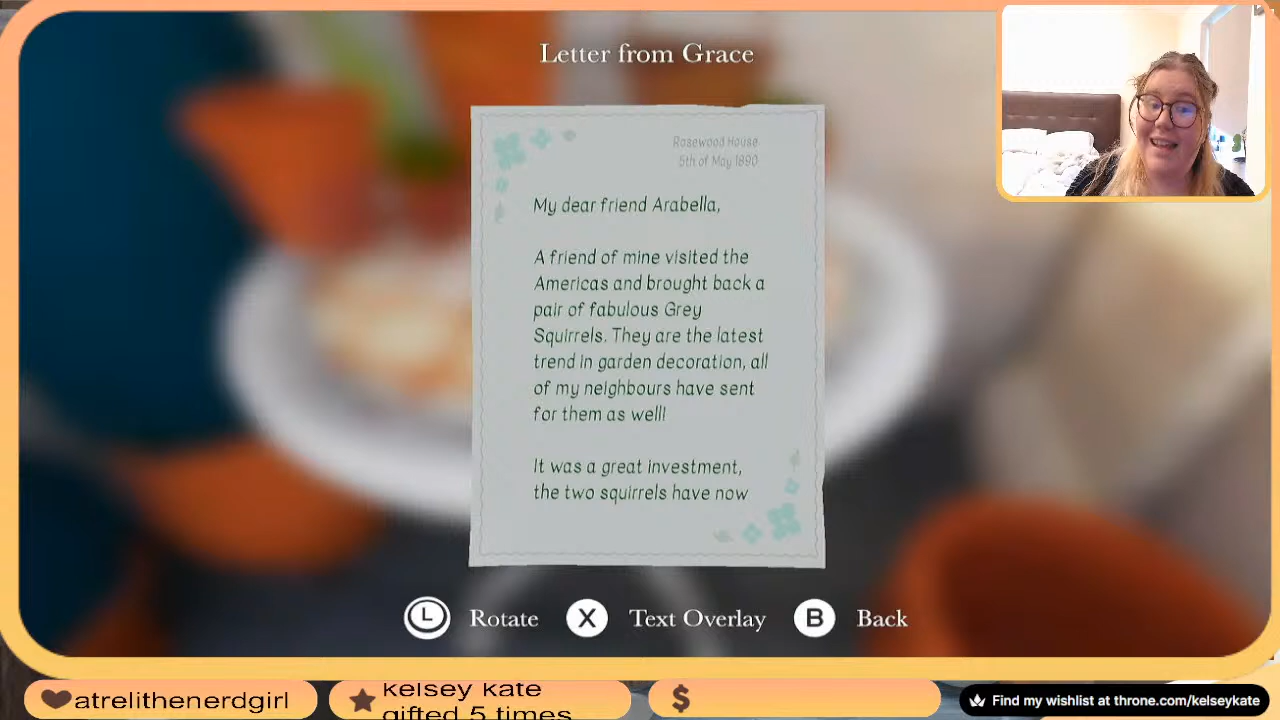 Letter from Grace
Rosewood House
5th of May 1890
My dear friend Arabella,
A friend of mine visited the
Americas and brought back a
pair of fabulous Grey
Squirrels. They are the latest
trend in garden decoration, all
of my neighbours have sent
for them as well!
It was a great investment,
the two squirrels have now
L Rotate X Text Overlay B Back
atrelithenerdgirl
kelsey kate
gifted 5 times
$
Find my wishlist at throne.com/kelseykate